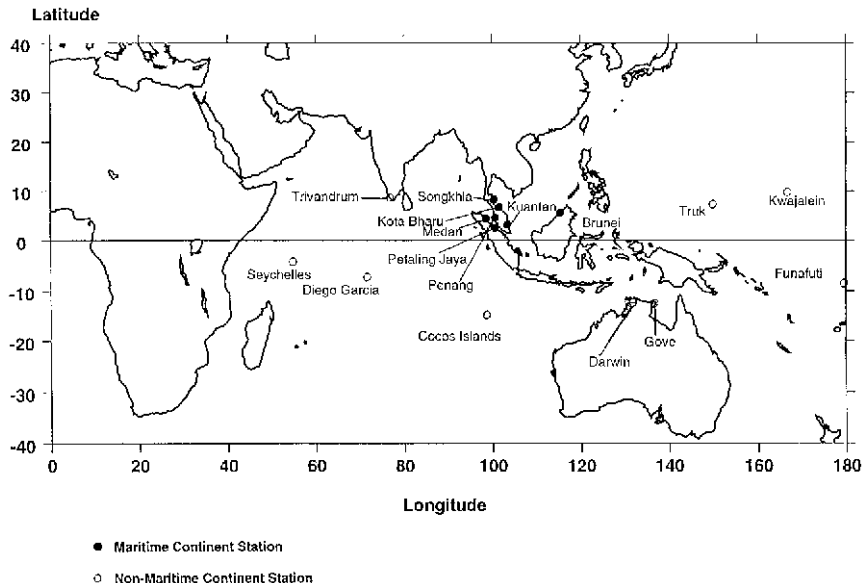 Latitude
40
30
20
10
0
-10
-20
-30
-40
Trivandrum
Songkhla
Kuantan
Kota Bharu
Medan
Brunei
Truk
Kwajalein
Petaling Jaya
Penang
Seychelles
Diego Garcia
Funafuti
Cocos Islands
Gove
Darwin
0 20 40 60 80 100 120 140 160 180
Longitude
● Maritime Continent Station
○ Non-Maritime Continent Station